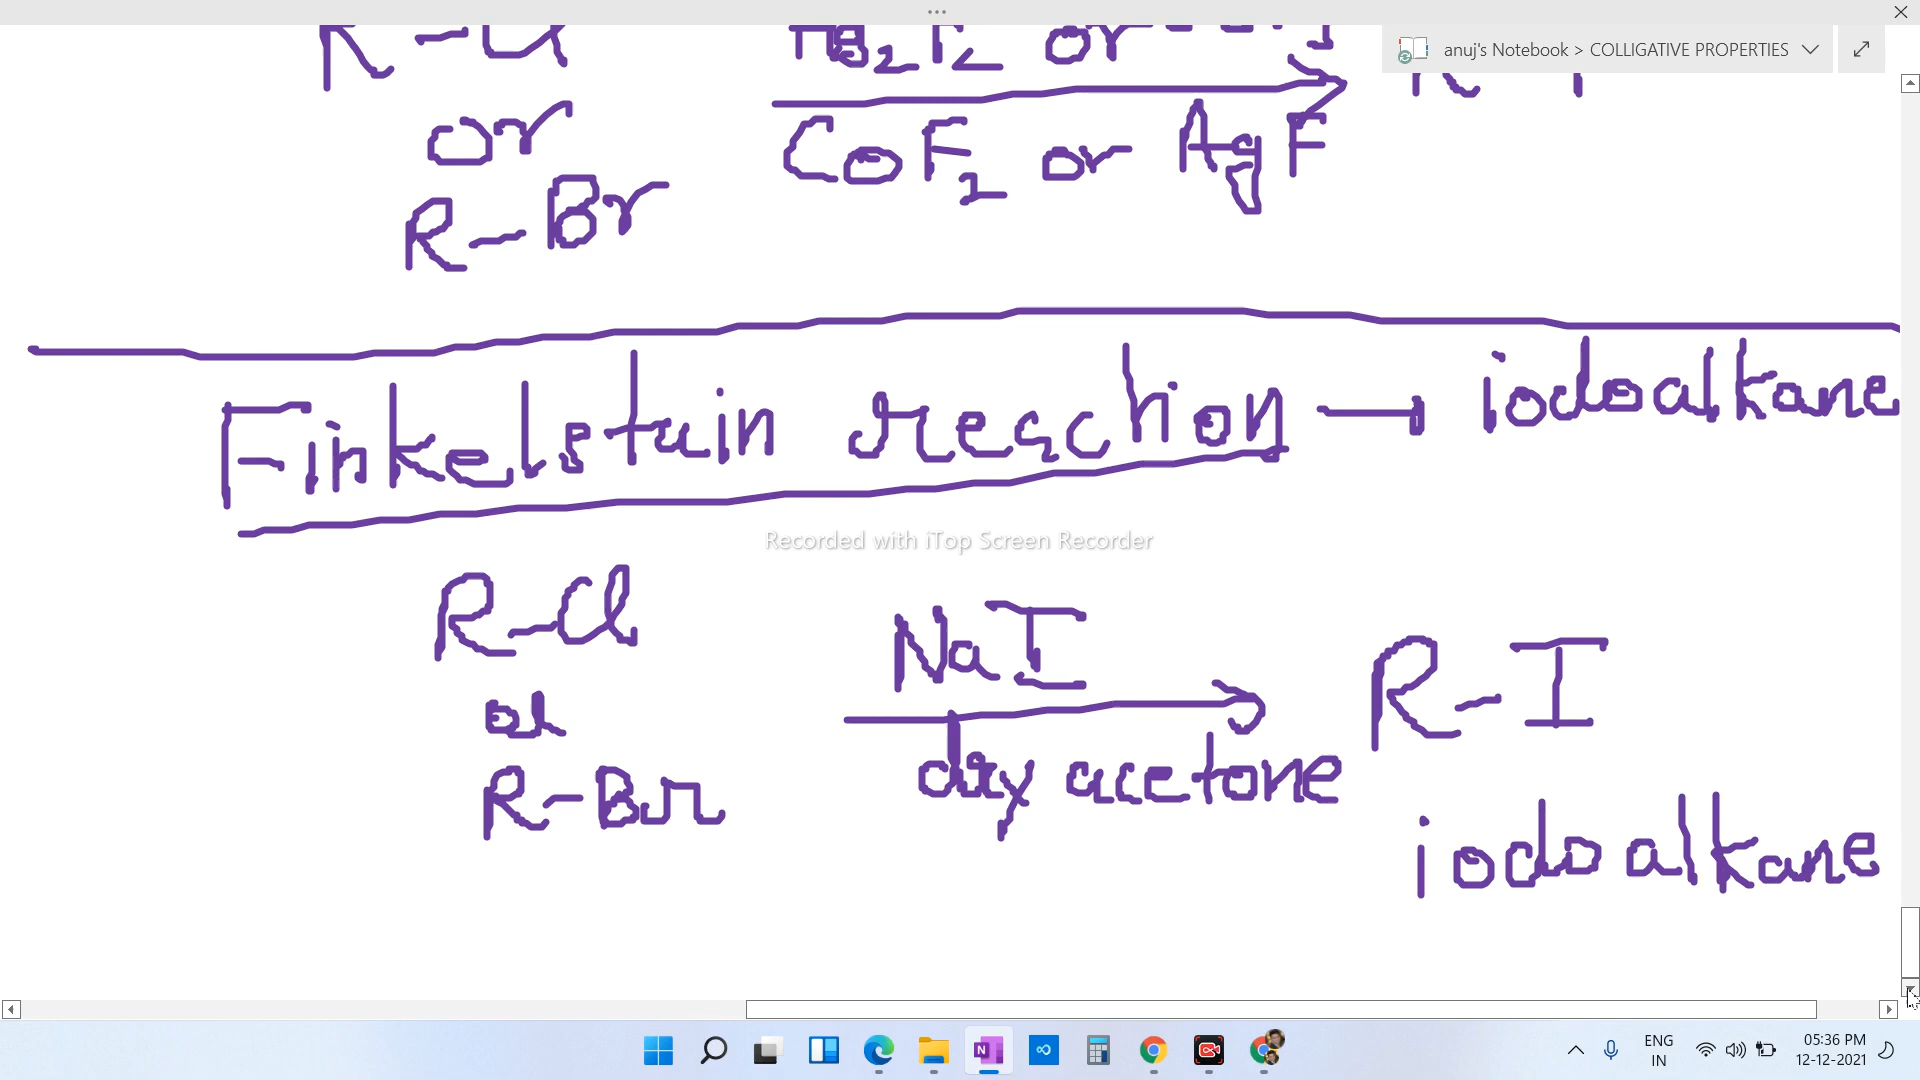 anuj's Notebook > COLLIGATIVE PROPERTIES
or
CoF2 or AgF
R-Br
Finkelstain reaction → iodoalkane
Recorded with iTop Screen Recorder
R-Cl
NaI
R-I
or
dry acetone
R-Br
iodoalkane
ENG
IN
05:36 PM
12-12-2021